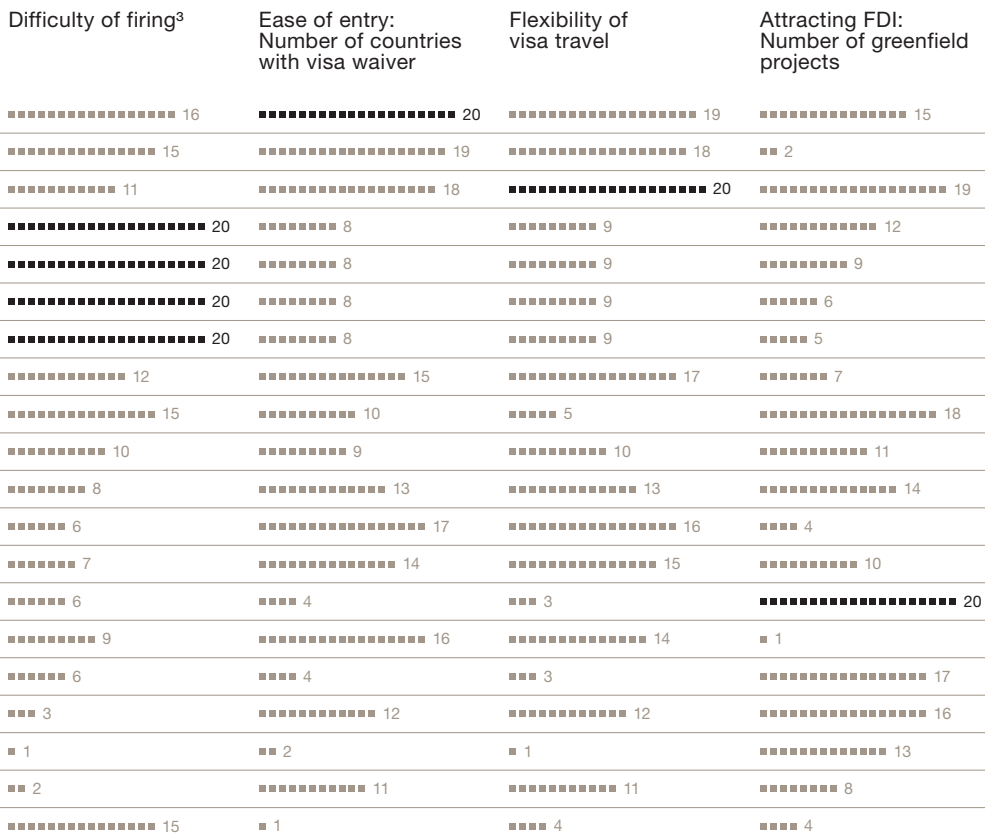 Difficulty of firing³
Ease of entry:
Number of countries
with visa waiver
Flexibility of
visa travel
Attracting FDI:
Number of greenfield
projects
16 20 19 15
15 19 18 2
11 18 20 19
20 8 9 12
20 8 9 9
20 8 9 6
20 8 9 5
12 15 17 7
15 10 5 18
10 9 10 11
8 13 13 14
6 17 16 4
7 14 15 10
6 4 3 20
9 16 14 1
6 4 3 17
3 12 12 16
1 2 1 13
2 11 11 8
15 1 4 4